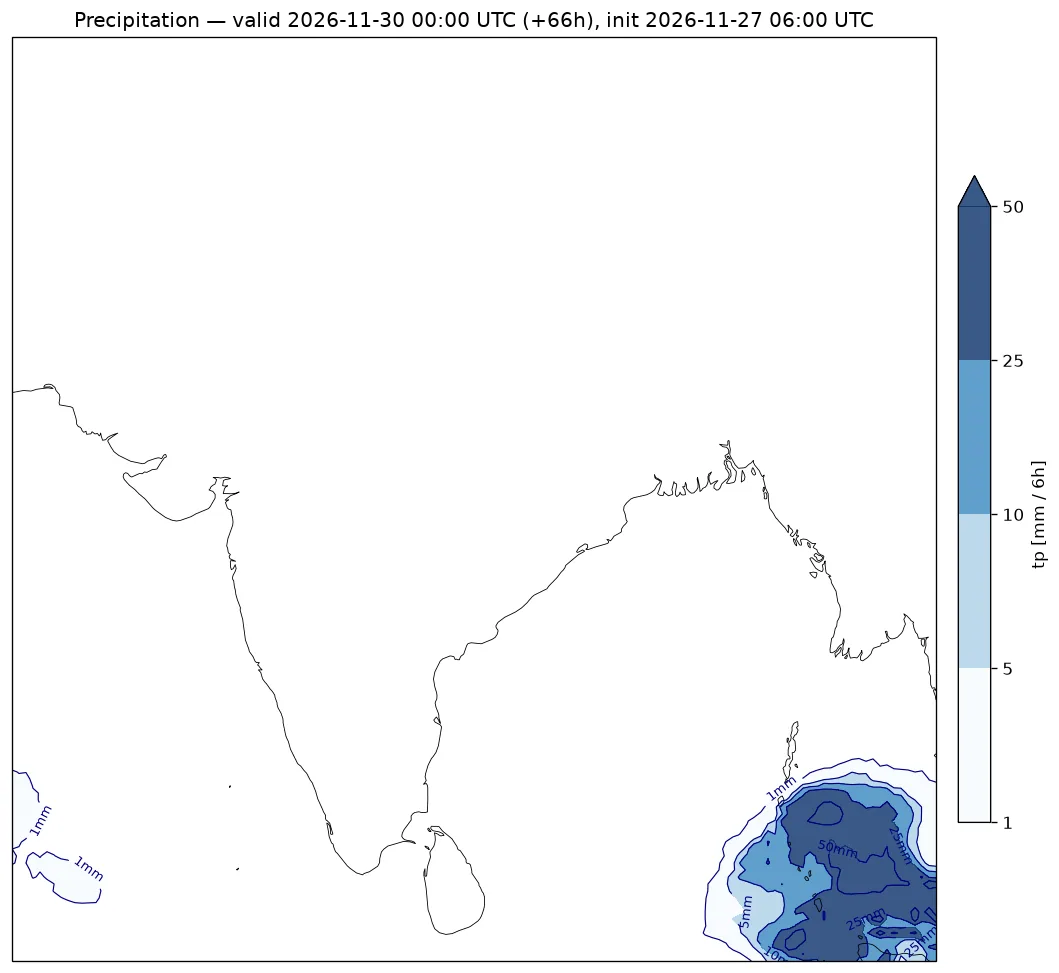 Precipitation — valid 2026-11-30 00:00 UTC (+66h), init 2026-11-27 06:00 UTC
50
25
10
5
1
tp [mm / 6h]
1mm
1mm
1mm
25mm
50mm
5mm
25mm
25mm